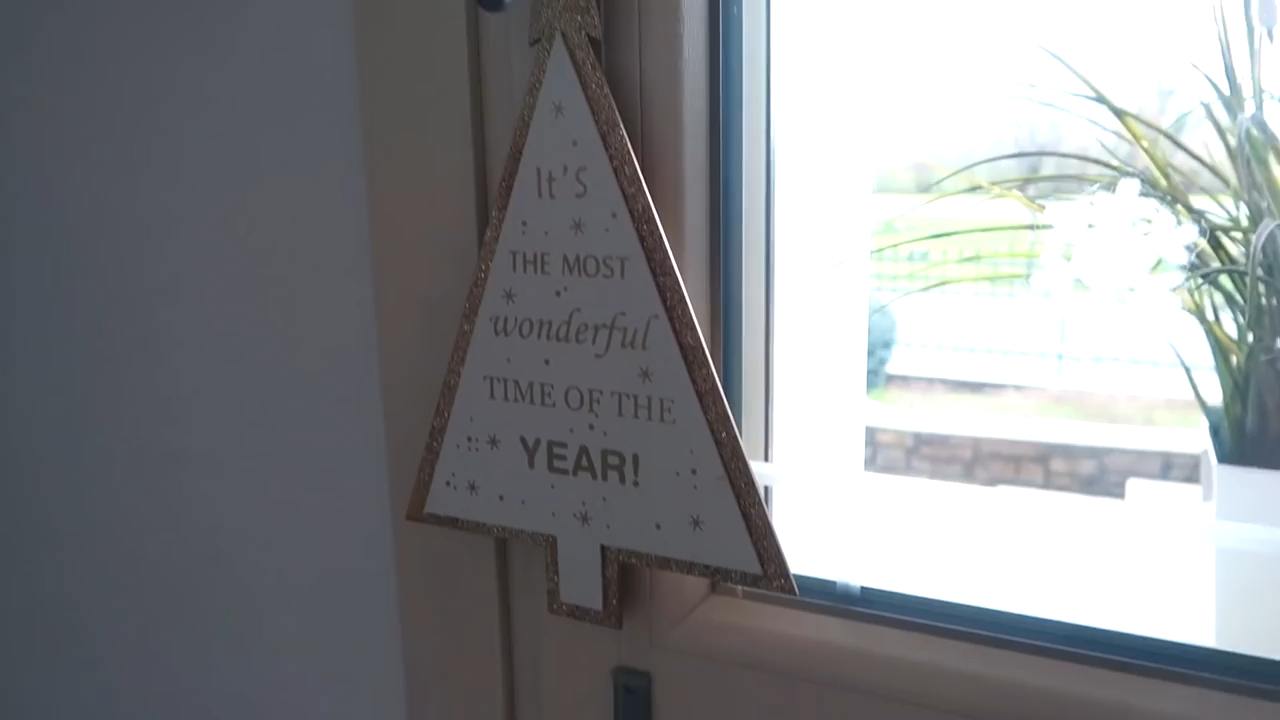 It'S
THE MOST
wonderful
TIME OF THE
YEAR!